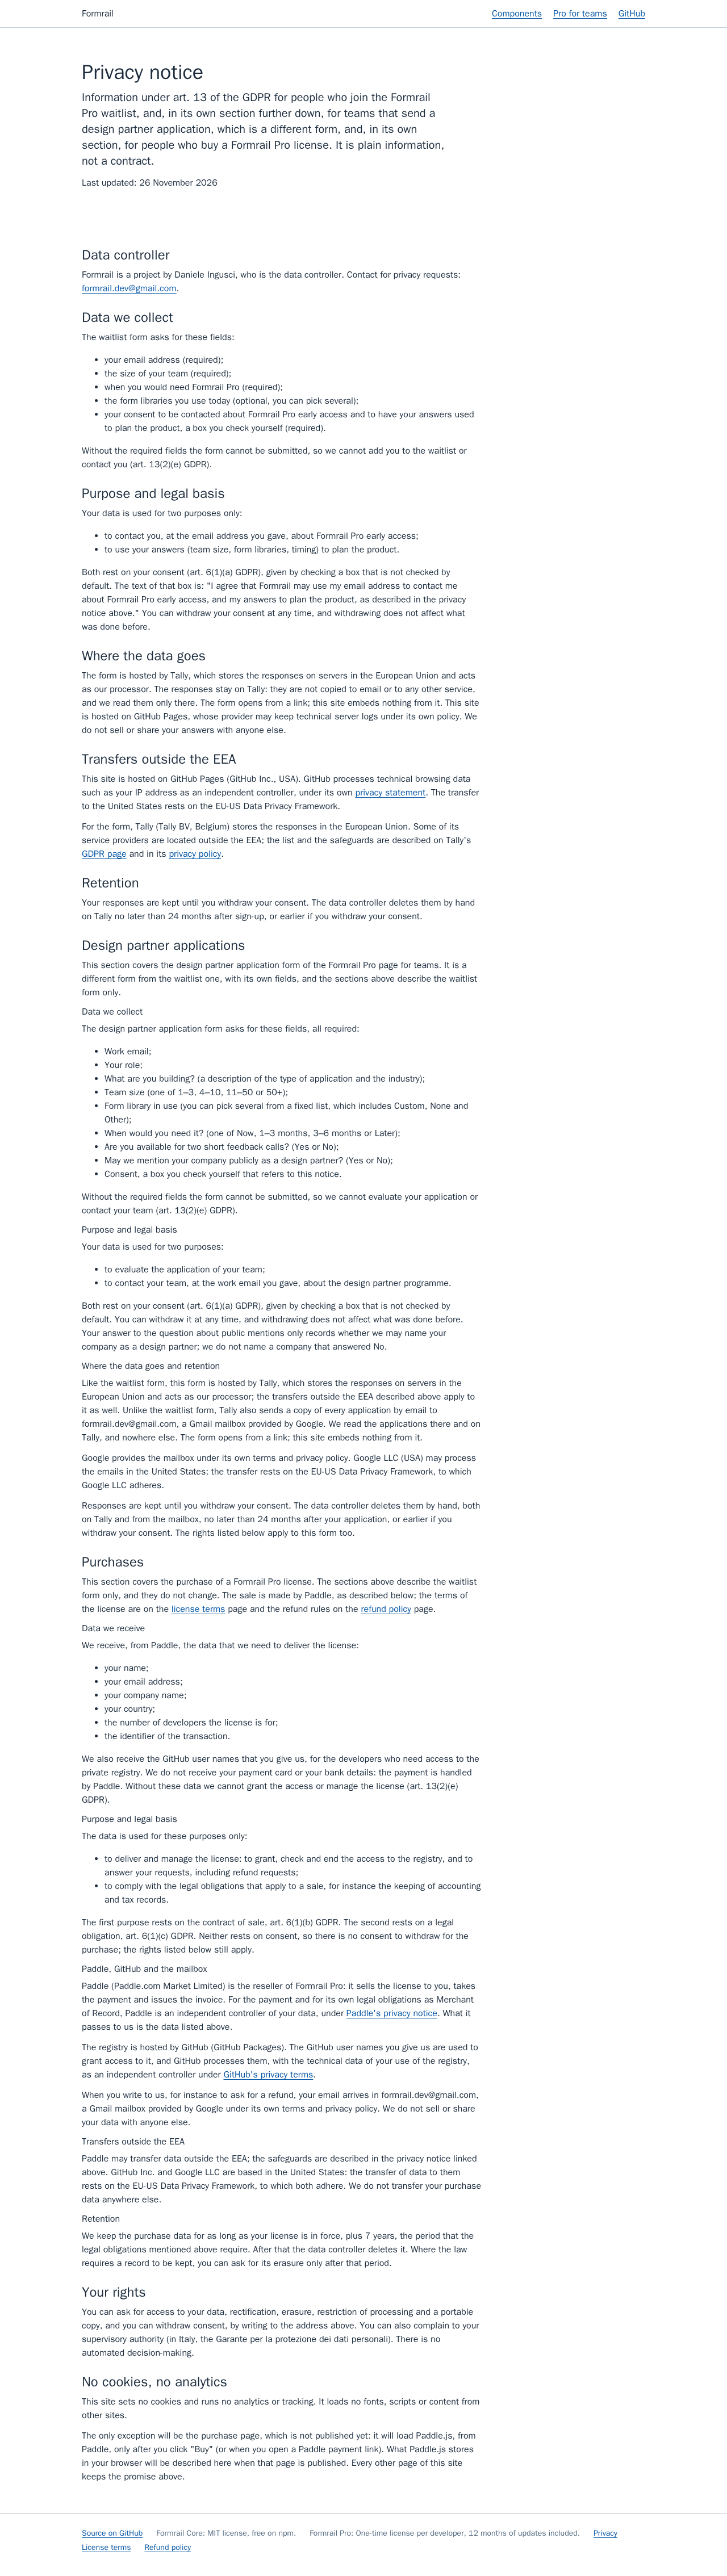 Formrail
Components Pro for teams GitHub
Privacy notice
Information under art. 13 of the GDPR for people who join the Formrail
Pro waitlist, and, in its own section further down, for teams that send a
design partner application, which is a different form, and, in its own
section, for people who buy a Formrail Pro license. It is plain information,
not a contract.
Last updated: 26 November 2026
Data controller
Formrail is a project by Daniele Ingusci, who is the data controller. Contact for privacy requests:
formrail.dev@gmail.com.
Data we collect
The waitlist form asks for these fields:
• your email address (required);
• the size of your team (required);
• when you would need Formrail Pro (required);
• the form libraries you use today (optional, you can pick several);
• your consent to be contacted about Formrail Pro early access and to have your answers used
to plan the product, a box you check yourself (required).
Without the required fields the form cannot be submitted, so we cannot add you to the waitlist or
contact you (art. 13(2)(e) GDPR).
Purpose and legal basis
Your data is used for two purposes only:
• to contact you, at the email address you gave, about Formrail Pro early access;
• to use your answers (team size, form libraries, timing) to plan the product.
Both rest on your consent (art. 6(1)(a) GDPR), given by checking a box that is not checked by
default. The text of that box is: "I agree that Formrail may use my email address to contact me
about Formrail Pro early access, and my answers to plan the product, as described in the privacy
notice above." You can withdraw your consent at any time, and withdrawing does not affect what
was done before.
Where the data goes
The form is hosted by Tally, which stores the responses on servers in the European Union and acts
as our processor. The responses stay on Tally: they are not copied to email or to any other service,
and we read them only there. The form opens from a link; this site embeds nothing from it. This site
is hosted on GitHub Pages, whose provider may keep technical server logs under its own policy. We
do not sell or share your answers with anyone else.
Transfers outside the EEA
This site is hosted on GitHub Pages (GitHub Inc., USA). GitHub processes technical browsing data
such as your IP address as an independent controller, under its own privacy statement. The transfer
to the United States rests on the EU-US Data Privacy Framework.
For the form, Tally (Tally BV, Belgium) stores the responses in the European Union. Some of its
service providers are located outside the EEA; the list and the safeguards are described on Tally's
GDPR page and in its privacy policy.
Retention
Your responses are kept until you withdraw your consent. The data controller deletes them by hand
on Tally no later than 24 months after sign-up, or earlier if you withdraw your consent.
Design partner applications
This section covers the design partner application form of the Formrail Pro page for teams. It is a
different form from the waitlist one, with its own fields, and the sections above describe the waitlist
form only.
Data we collect
The design partner application form asks for these fields, all required:
• Work email;
• Your role;
• What are you building? (a description of the type of application and the industry);
• Team size (one of 1–3, 4–10, 11–50 or 50+);
• Form library in use (you can pick several from a fixed list, which includes Custom, None and
Other);
• When would you need it? (one of Now, 1–3 months, 3–6 months or Later);
• Are you available for two short feedback calls? (Yes or No);
• May we mention your company publicly as a design partner? (Yes or No);
• Consent, a box you check yourself that refers to this notice.
Without the required fields the form cannot be submitted, so we cannot evaluate your application or
contact your team (art. 13(2)(e) GDPR).
Purpose and legal basis
Your data is used for two purposes:
• to evaluate the application of your team;
• to contact your team, at the work email you gave, about the design partner programme.
Both rest on your consent (art. 6(1)(a) GDPR), given by checking a box that is not checked by
default. You can withdraw it at any time, and withdrawing does not affect what was done before.
Your answer to the question about public mentions only records whether we may name your
company as a design partner; we do not name a company that answered No.
Where the data goes and retention
Like the waitlist form, this form is hosted by Tally, which stores the responses on servers in the
European Union and acts as our processor; the transfers outside the EEA described above apply to
it as well. Unlike the waitlist form, Tally also sends a copy of every application by email to
formrail.dev@gmail.com, a Gmail mailbox provided by Google. We read the applications there and on
Tally, and nowhere else. The form opens from a link; this site embeds nothing from it.
Google provides the mailbox under its own terms and privacy policy. Google LLC (USA) may process
the emails in the United States; the transfer rests on the EU-US Data Privacy Framework, to which
Google LLC adheres.
Responses are kept until you withdraw your consent. The data controller deletes them by hand, both
on Tally and from the mailbox, no later than 24 months after your application, or earlier if you
withdraw your consent. The rights listed below apply to this form too.
Purchases
This section covers the purchase of a Formrail Pro license. The sections above describe the waitlist
form only, and they do not change. The sale is made by Paddle, as described below; the terms of
the license are on the license terms page and the refund rules on the refund policy page.
Data we receive
We receive, from Paddle, the data that we need to deliver the license:
• your name;
• your email address;
• your company name;
• your country;
• the number of developers the license is for;
• the identifier of the transaction.
We also receive the GitHub user names that you give us, for the developers who need access to the
private registry. We do not receive your payment card or your bank details: the payment is handled
by Paddle. Without these data we cannot grant the access or manage the license (art. 13(2)(e)
GDPR).
Purpose and legal basis
The data is used for these purposes only:
• to deliver and manage the license: to grant, check and end the access to the registry, and to
answer your requests, including refund requests;
• to comply with the legal obligations that apply to a sale, for instance the keeping of accounting
and tax records.
The first purpose rests on the contract of sale, art. 6(1)(b) GDPR. The second rests on a legal
obligation, art. 6(1)(c) GDPR. Neither rests on consent, so there is no consent to withdraw for the
purchase; the rights listed below still apply.
Paddle, GitHub and the mailbox
Paddle (Paddle.com Market Limited) is the reseller of Formrail Pro: it sells the license to you, takes
the payment and issues the invoice. For the payment and for its own legal obligations as Merchant
of Record, Paddle is an independent controller of your data, under Paddle's privacy notice. What it
passes to us is the data listed above.
The registry is hosted by GitHub (GitHub Packages). The GitHub user names you give us are used to
grant access to it, and GitHub processes them, with the technical data of your use of the registry,
as an independent controller under GitHub's privacy terms.
When you write to us, for instance to ask for a refund, your email arrives in formrail.dev@gmail.com,
a Gmail mailbox provided by Google under its own terms and privacy policy. We do not sell or share
your data with anyone else.
Transfers outside the EEA
Paddle may transfer data outside the EEA; the safeguards are described in the privacy notice linked
above. GitHub Inc. and Google LLC are based in the United States: the transfer of data to them
rests on the EU-US Data Privacy Framework, to which both adhere. We do not transfer your purchase
data anywhere else.
Retention
We keep the purchase data for as long as your license is in force, plus 7 years, the period that the
legal obligations mentioned above require. After that the data controller deletes it. Where the law
requires a record to be kept, you can ask for its erasure only after that period.
Your rights
You can ask for access to your data, rectification, erasure, restriction of processing and a portable
copy, and you can withdraw consent, by writing to the address above. You can also complain to your
supervisory authority (in Italy, the Garante per la protezione dei dati personali). There is no
automated decision-making.
No cookies, no analytics
This site sets no cookies and runs no analytics or tracking. It loads no fonts, scripts or content from
other sites.
The only exception will be the purchase page, which is not published yet: it will load Paddle.js, from
Paddle, only after you click "Buy" (or when you open a Paddle payment link). What Paddle.js stores
in your browser will be described here when that page is published. Every other page of this site
keeps the promise above.
Source on GitHub Formrail Core: MIT license, free on npm. Formrail Pro: One-time license per developer, 12 months of updates included. Privacy
License terms Refund policy